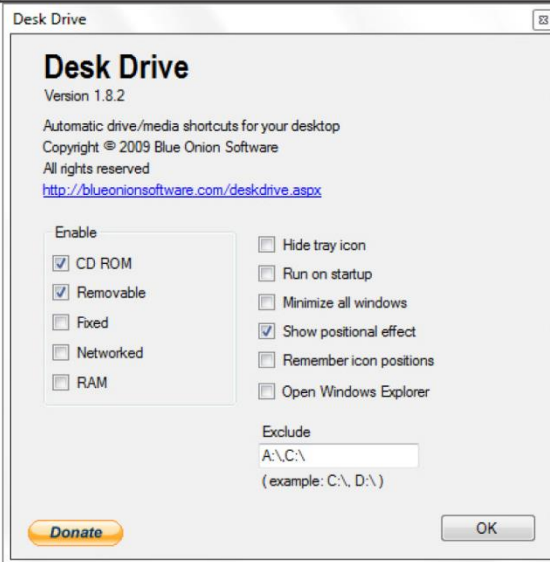 Desk Drive
Desk Drive
Version 1.8.2
Automatic drive/media shortcuts for your desktop
Copyright © 2009 Blue Onion Software
All rights reserved
http://blueonionsoftware.com/deskdrive.aspx
Enable
CD ROM
Removable
Fixed
Networked
RAM
Hide tray icon
Run on startup
Minimize all windows
Show positional effect
Remember icon positions
Open Windows Explorer
Exclude
A:\,C:\
(example: C:\, D:\ )
Donate
OK